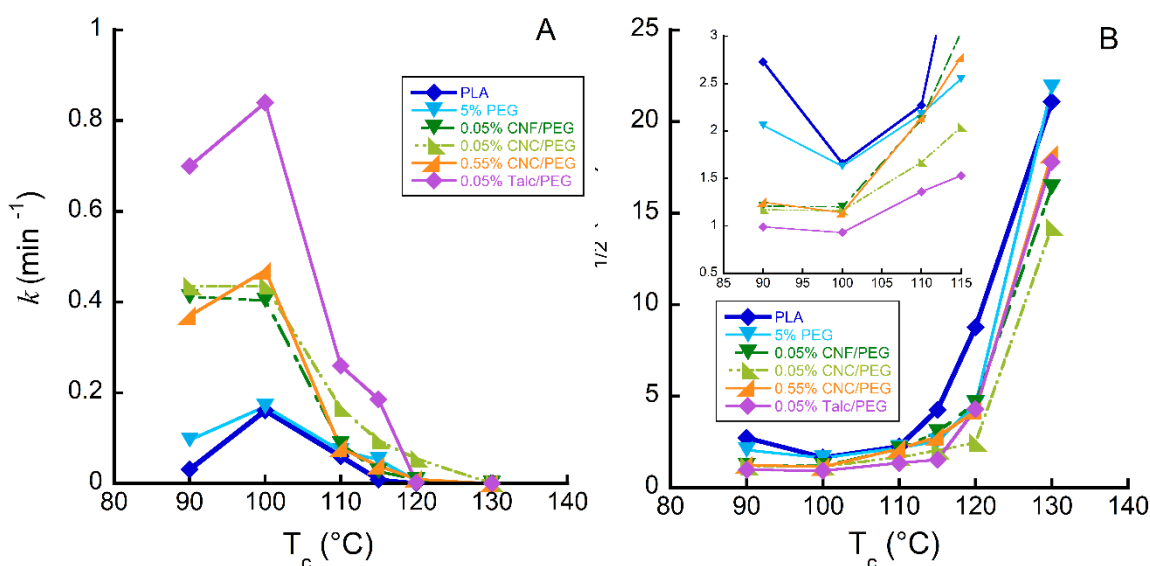 A
k (min -1)
1
0.8
0.6
0.4
0.2
0
80
90
100
110
120
130
140
T c (°C)
PLA
5% PEG
0.05% CNF/PEG
0.05% CNC/PEG
0.55% CNC/PEG
0.05% Talc/PEG
B
1/2
25
20
15
10
5
0
80
90
100
110
120
130
140
T c (°C)
3
2.5
2
1.5
1
0.5
85
90
95
100
105
110
115
PLA
5% PEG
0.05% CNF/PEG
0.05% CNC/PEG
0.55% CNC/PEG
0.05% Talc/PEG